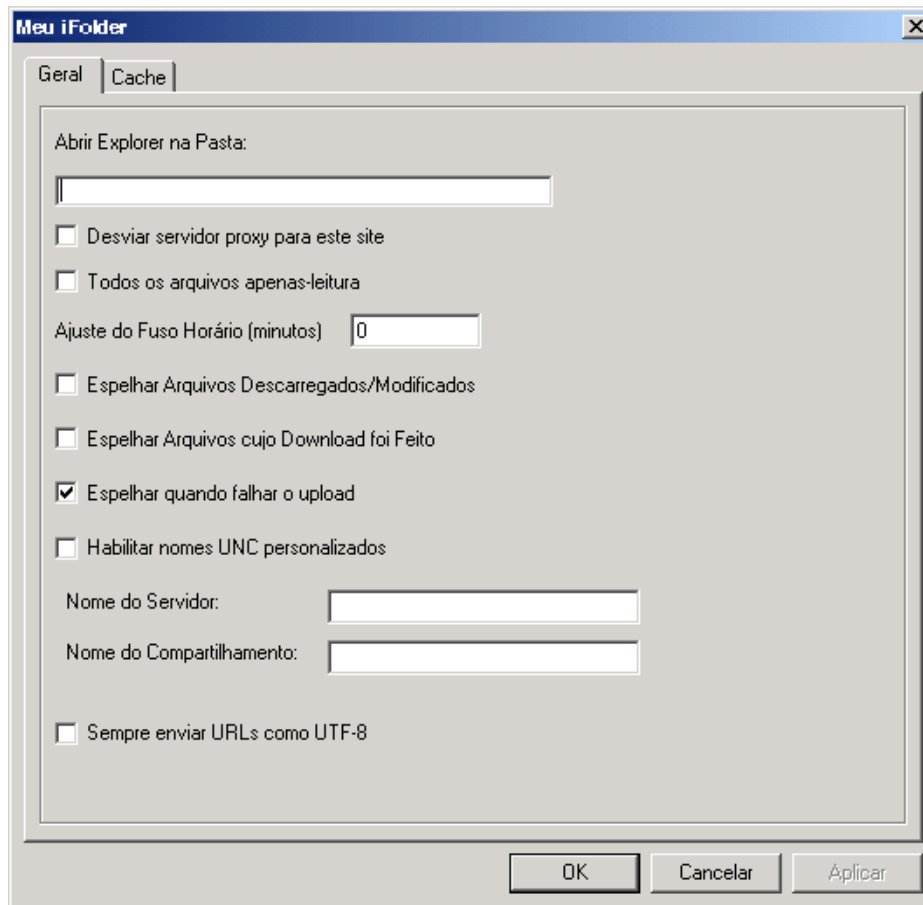 Meu iFolder
Geral
Cache
Abrir Explorer na Pasta:
Desviar servidor proxy para este site
Todos os arquivos apenas-leitura
Ajuste do Fuso Horário (minutos) 0
Espelhar Arquivos Descarregados/Modificados
Espelhar Arquivos cujo Download foi Feito
Espelhar quando falhar o upload
Habilitar nomes UNC personalizados
Nome do Servidor:
Nome do Compartilhamento:
Sempre enviar URLs como UTF-8
OK
Cancelar
Aplicar